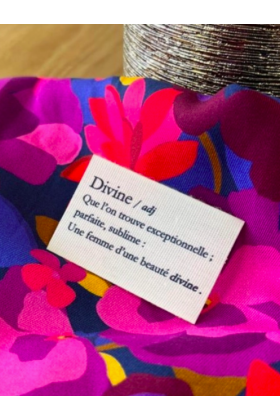 Divine / adj
Que l'on trouve exceptionnelle ;
parfaite, sublime :
Une femme d'une beauté divine .